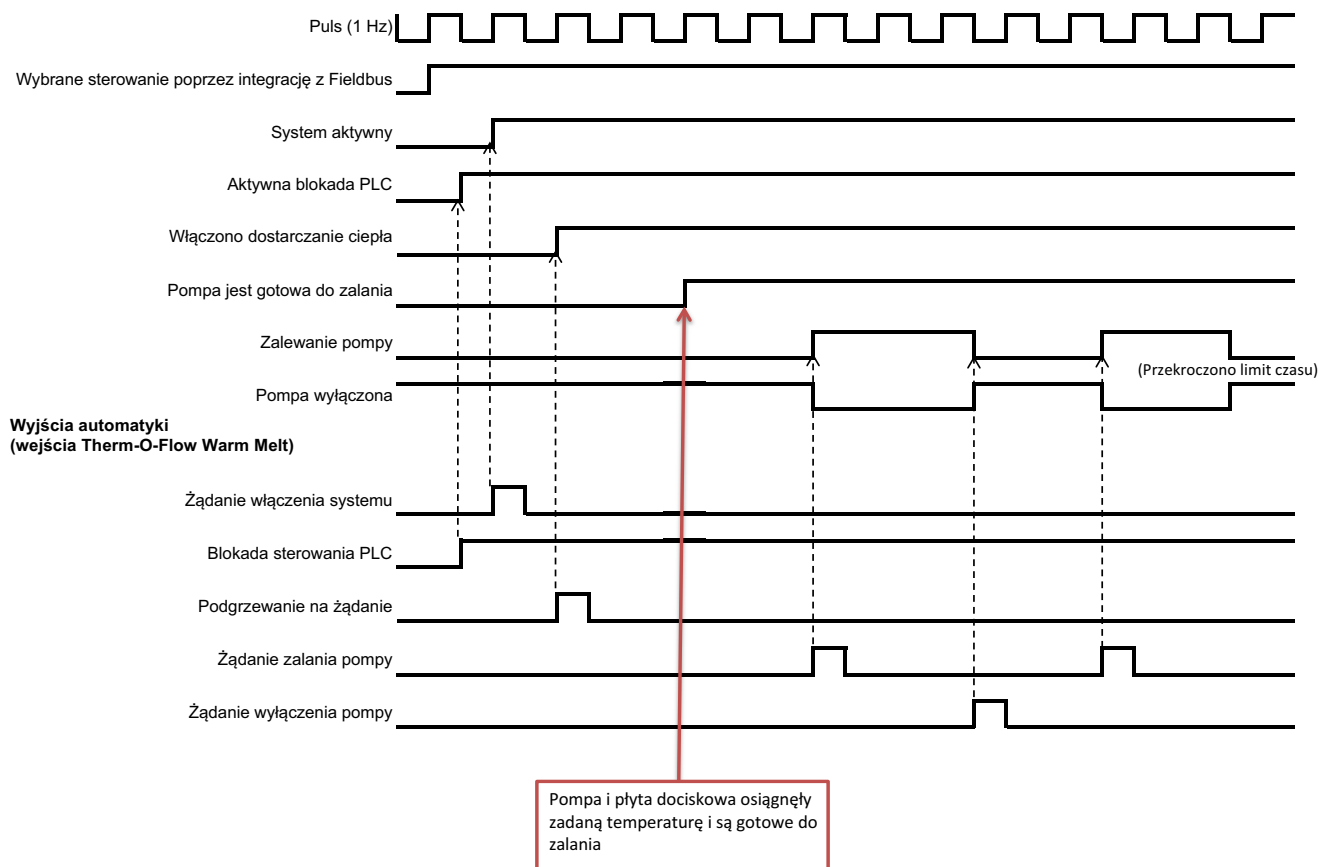 Puls (1 Hz)
Wybrane sterowanie poprzez integrację z Fieldbus
System aktywny
Aktywna blokada PLC
Włączono dostarczanie ciepła
Pompa jest gotowa do zalania
Zalewanie pompy
(Przekroczono limit czasu)
Pompa wyłączona
Wyjścia automatyki
(wejścia Therm-O-Flow Warm Melt)
Żądanie włączenia systemu
Blokada sterowania PLC
Podgrzewanie na żądanie
Żądanie zalania pompy
Żądanie wyłączenia pompy
Pompa i płyta dociskowa osiągnęły
zadaną temperaturę i są gotowe do
zalania